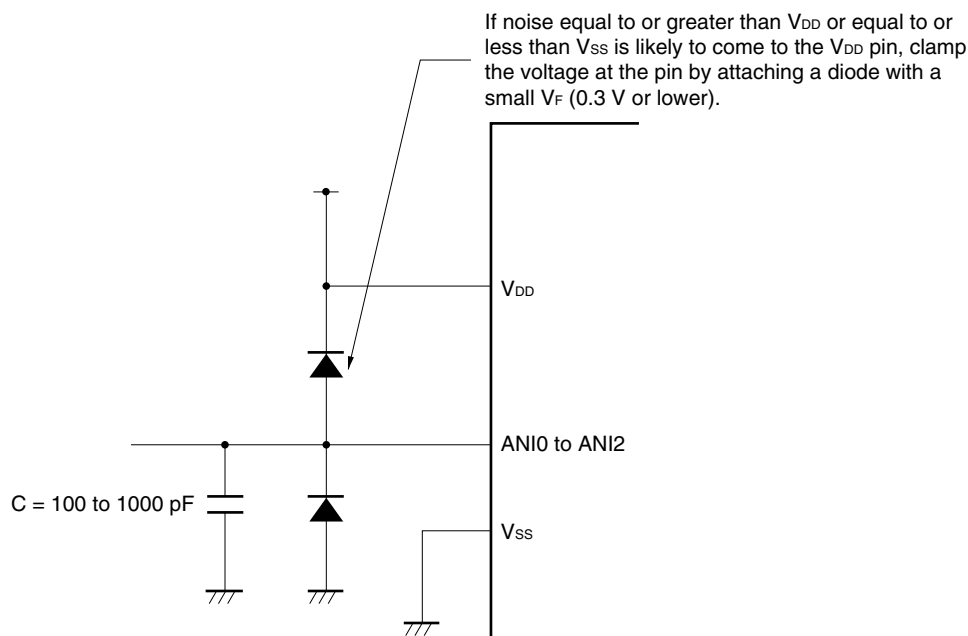 If noise equal to or greater than VDD or equal to or
less than VSS is likely to come to the VDD pin, clamp
the voltage at the pin by attaching a diode with a
small VF (0.3 V or lower).
VDD
ANI0 to ANI2
C = 100 to 1000 pF
VSS